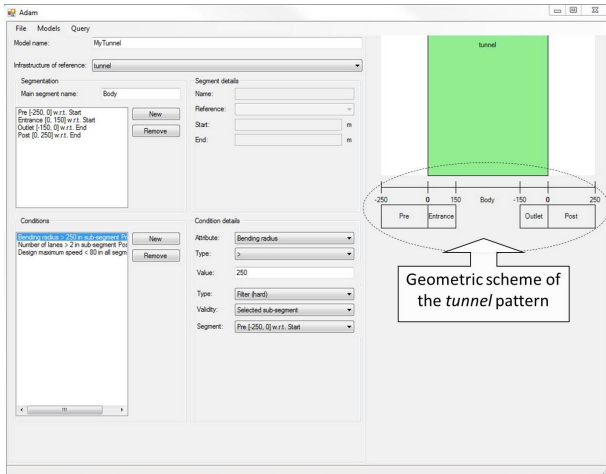 Adam
File Models Query
Model name: MyTunnel
Infrastructure of reference: tunnel
Segmentation
Main segment name: Body
Pre [-250, 0] w.r.t. Start
Entrance [0, 150] w.r.t. Start
Outlet [-150, 0] w.r.t. End
Post [0, 250] w.r.t. End
New
Remove
Segment details
Name:
Reference:
Start: m
End: m
Conditions
Bending radius > 250 in sub-segment Pr
Number of lanes > 2 in sub-segment Pos
Design maximum speed < 80 in all segm
New
Remove
Condition details
Attribute: Bending radius
Type: >
Value: 250
Type: Filter (hard)
Validity: Selected sub-segment
Segment: Pre [-250, 0] w.r.t. Start
tunnel
-250 0 150 Body -150 0 250
Pre Entrance Outlet Post
Geometric scheme of
the tunnel pattern